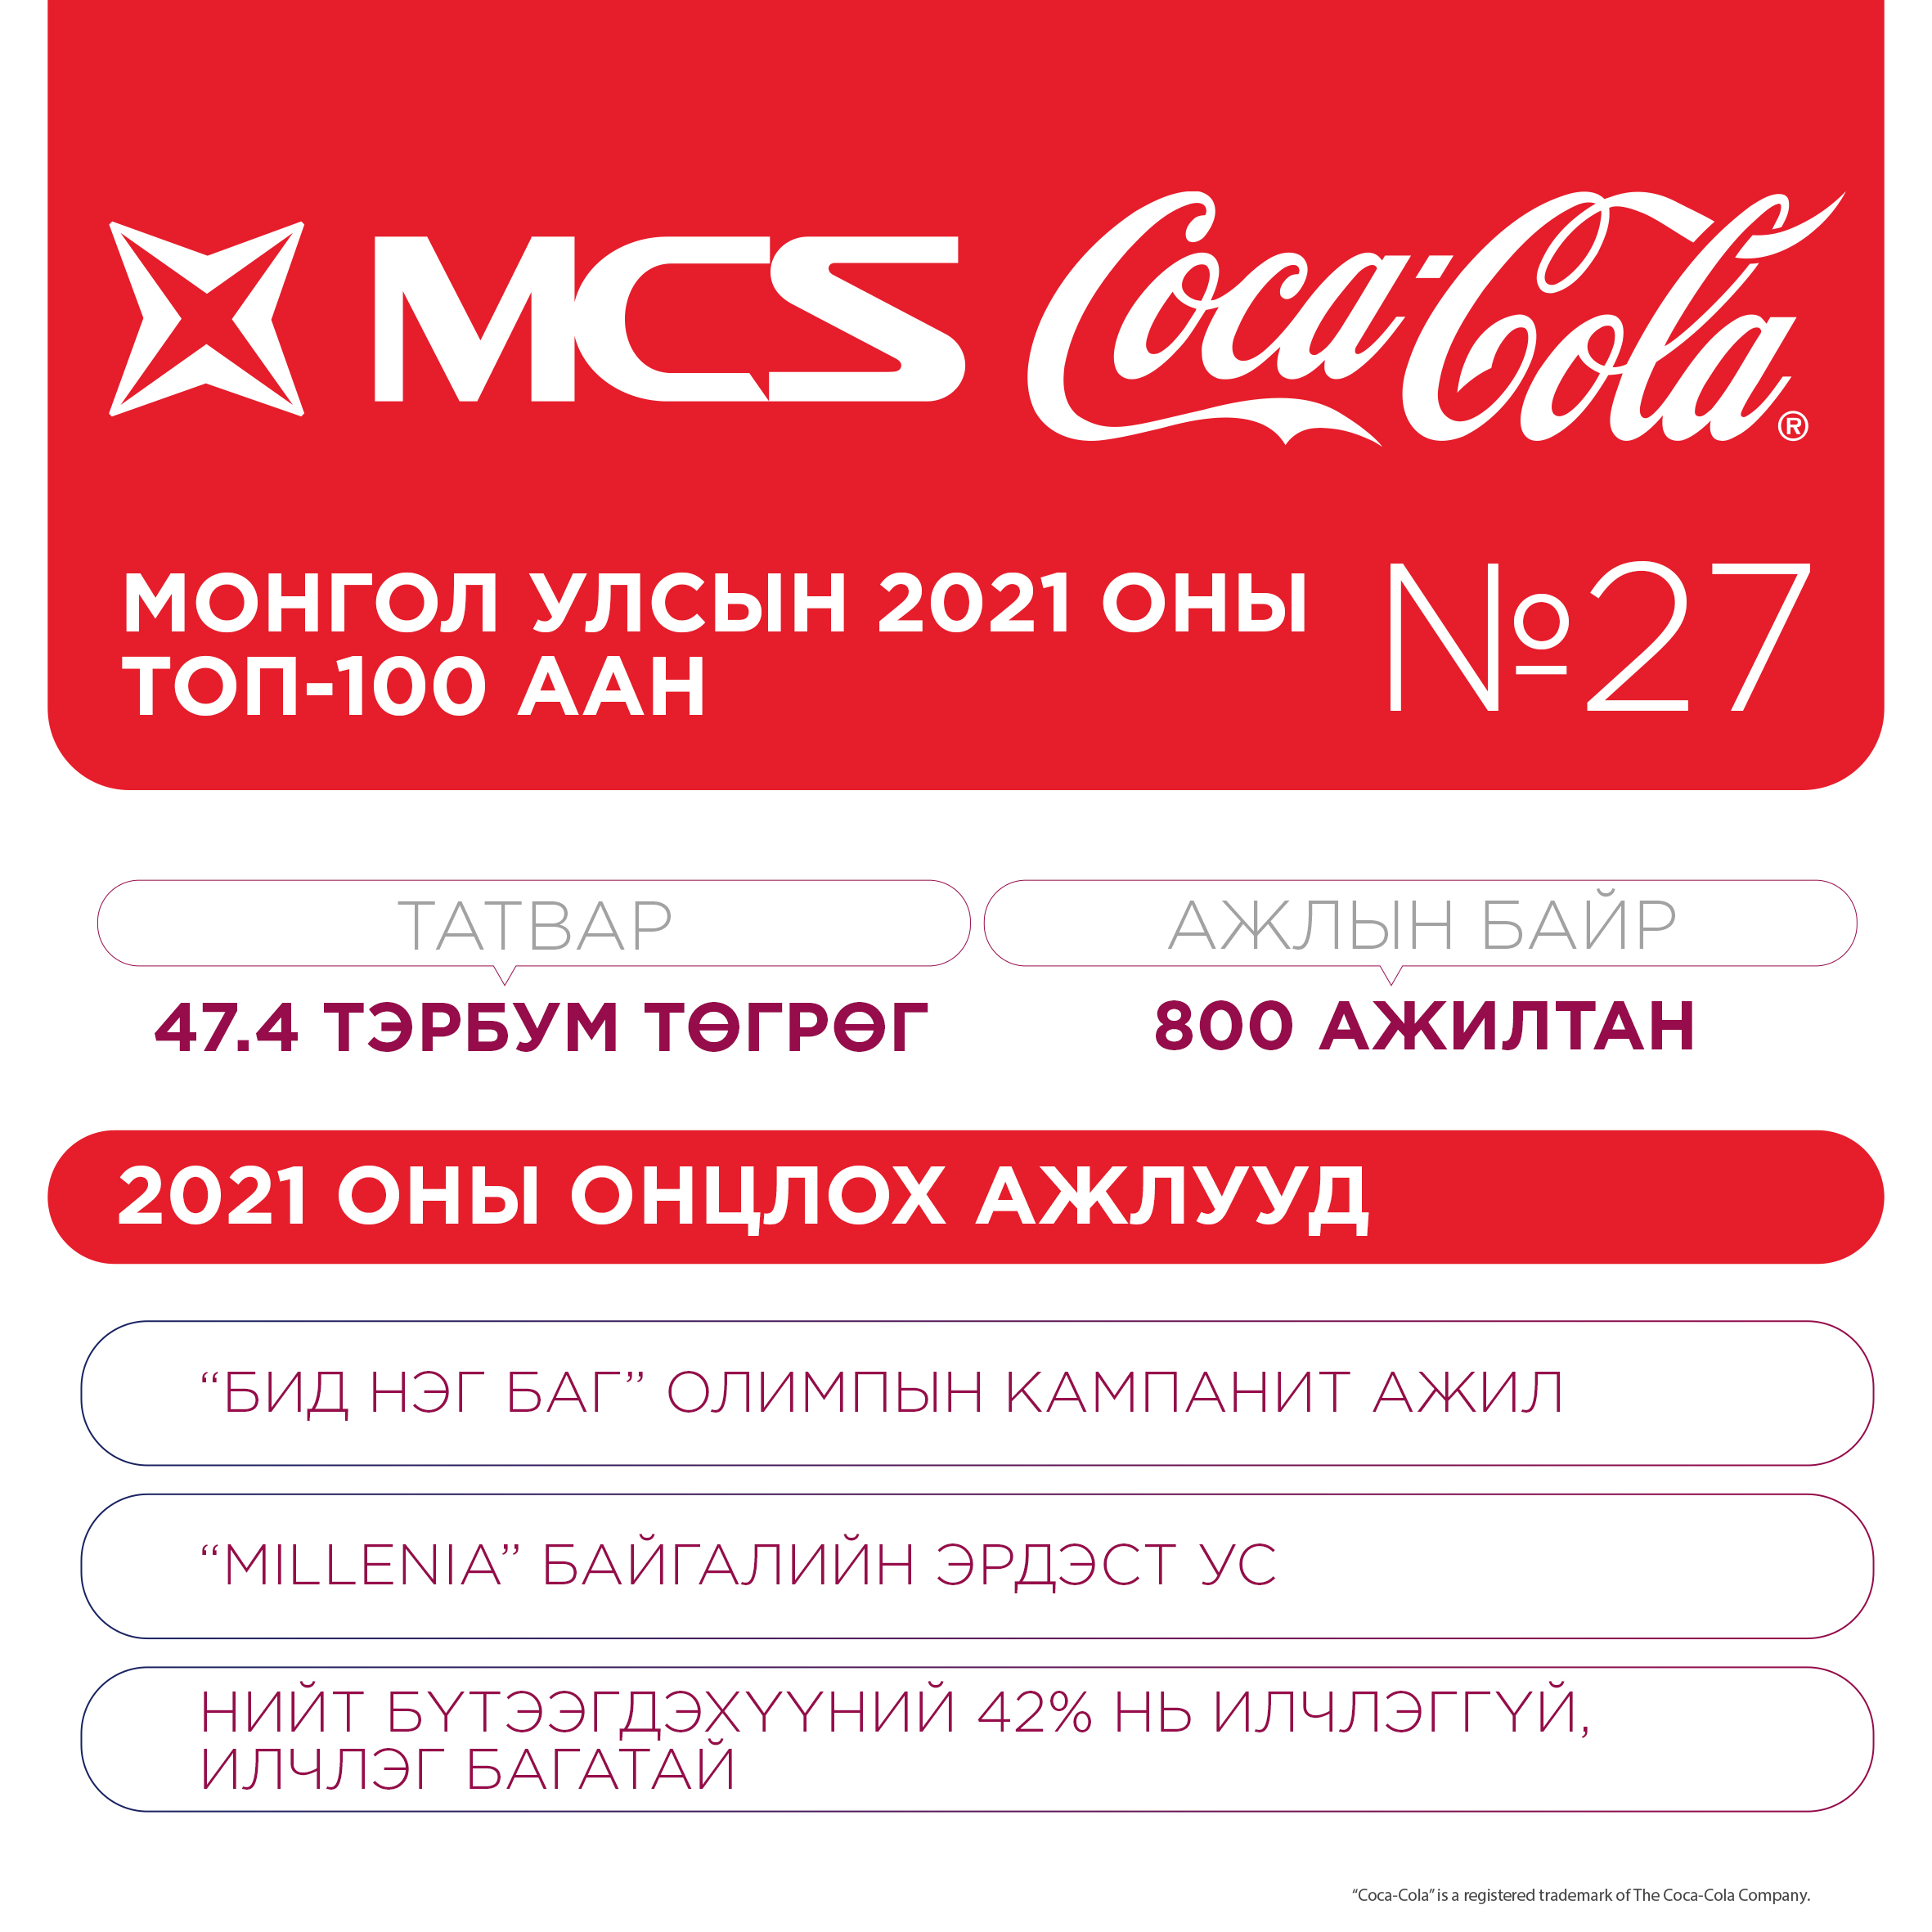 MCS Coca-Cola®
МОНГОЛ УЛСЫН 2021 ОНЫ
ТОП-100 ААН
№27
ТАТВАР
47.4 ТЭРБУМ ТӨГРӨГ
АЖЛЫН БАЙР
800 АЖИЛТАН
2021 ОНЫ ОНЦЛОХ АЖЛУУД
“БИД НЭГ БАГ” ОЛИМПЫН КАМПАНИТ АЖИЛ
“MILLENIA” БАЙГАЛИЙН ЭРДЭСТ УС
НИЙТ БҮТЭЭГДЭХҮҮНИЙ 42% НЬ ИЛЧЛЭГГҮЙ,
ИЛЧЛЭГ БАГАТАЙ
“Coca-Cola” is a registered trademark of The Coca-Cola Company.